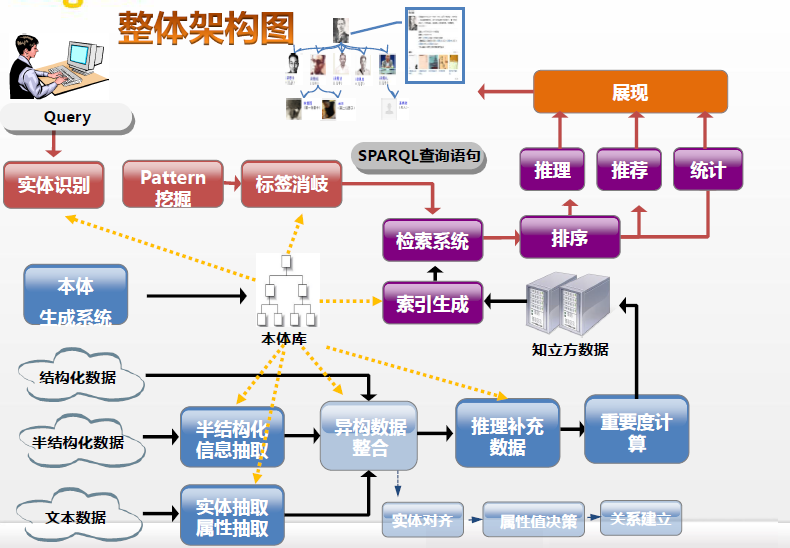 整体架构图
Query
实体识别
Pattern
挖掘
标签消岐
SPARQL查询语句
展现
推理
推荐
统计
检索系统
排序
本体
生成系统
本体库
索引生成
知立方数据
结构化数据
半结构化数据
半结构化
信息抽取
异构数据
整合
推理补充
数据
重要度计
算
文本数据
实体抽取
属性抽取
实体对齐
属性值决策
关系建立